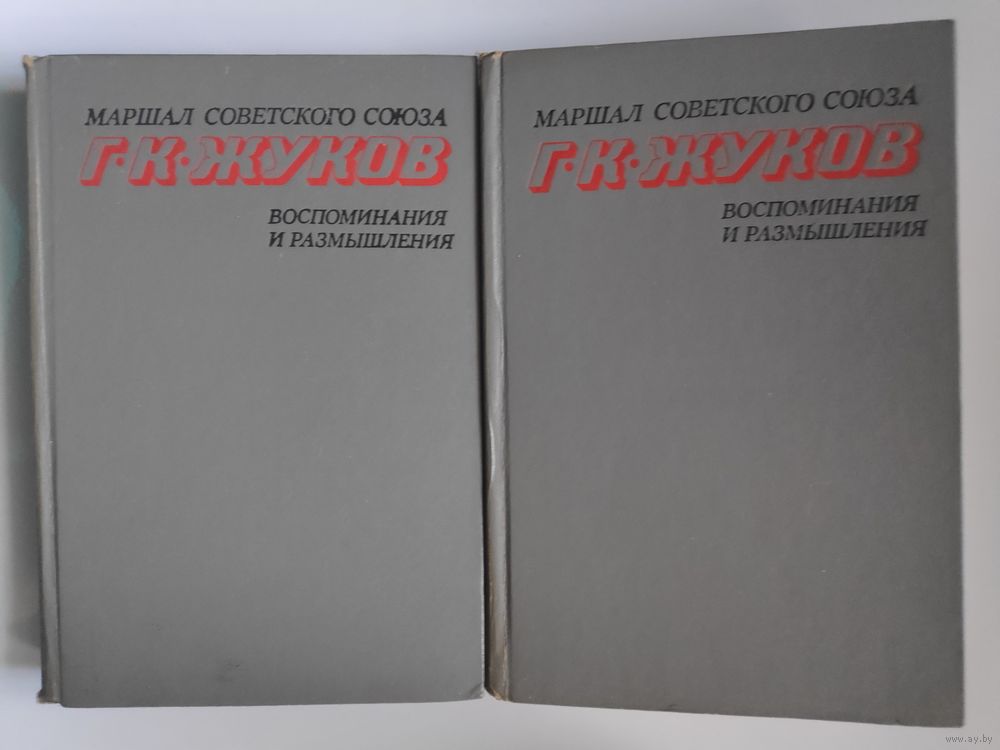 МАРШАЛ СОВЕТСКОГО СОЮЗА
Г·К·ЖУКОВ
ВОСПОМИНАНИЯ
И РАЗМЫШЛЕНИЯ
МАРШАЛ СОВЕТСКОГО СОЮЗА
Г·К·ЖУКОВ
ВОСПОМИНАНИЯ
И РАЗМЫШЛЕНИЯ
www.ay.by